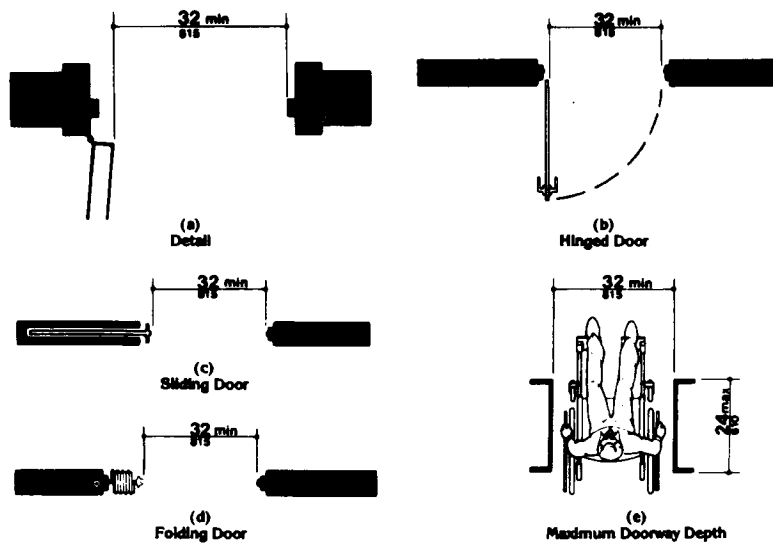 32 min
815
(a)
Detail
32 min
815
(b)
Hinged Door
32 min
815
(c)
Sliding Door
32 min
815
(d)
Folding Door
32 min
815
24 max
610
(e)
Maximum Doorway Depth